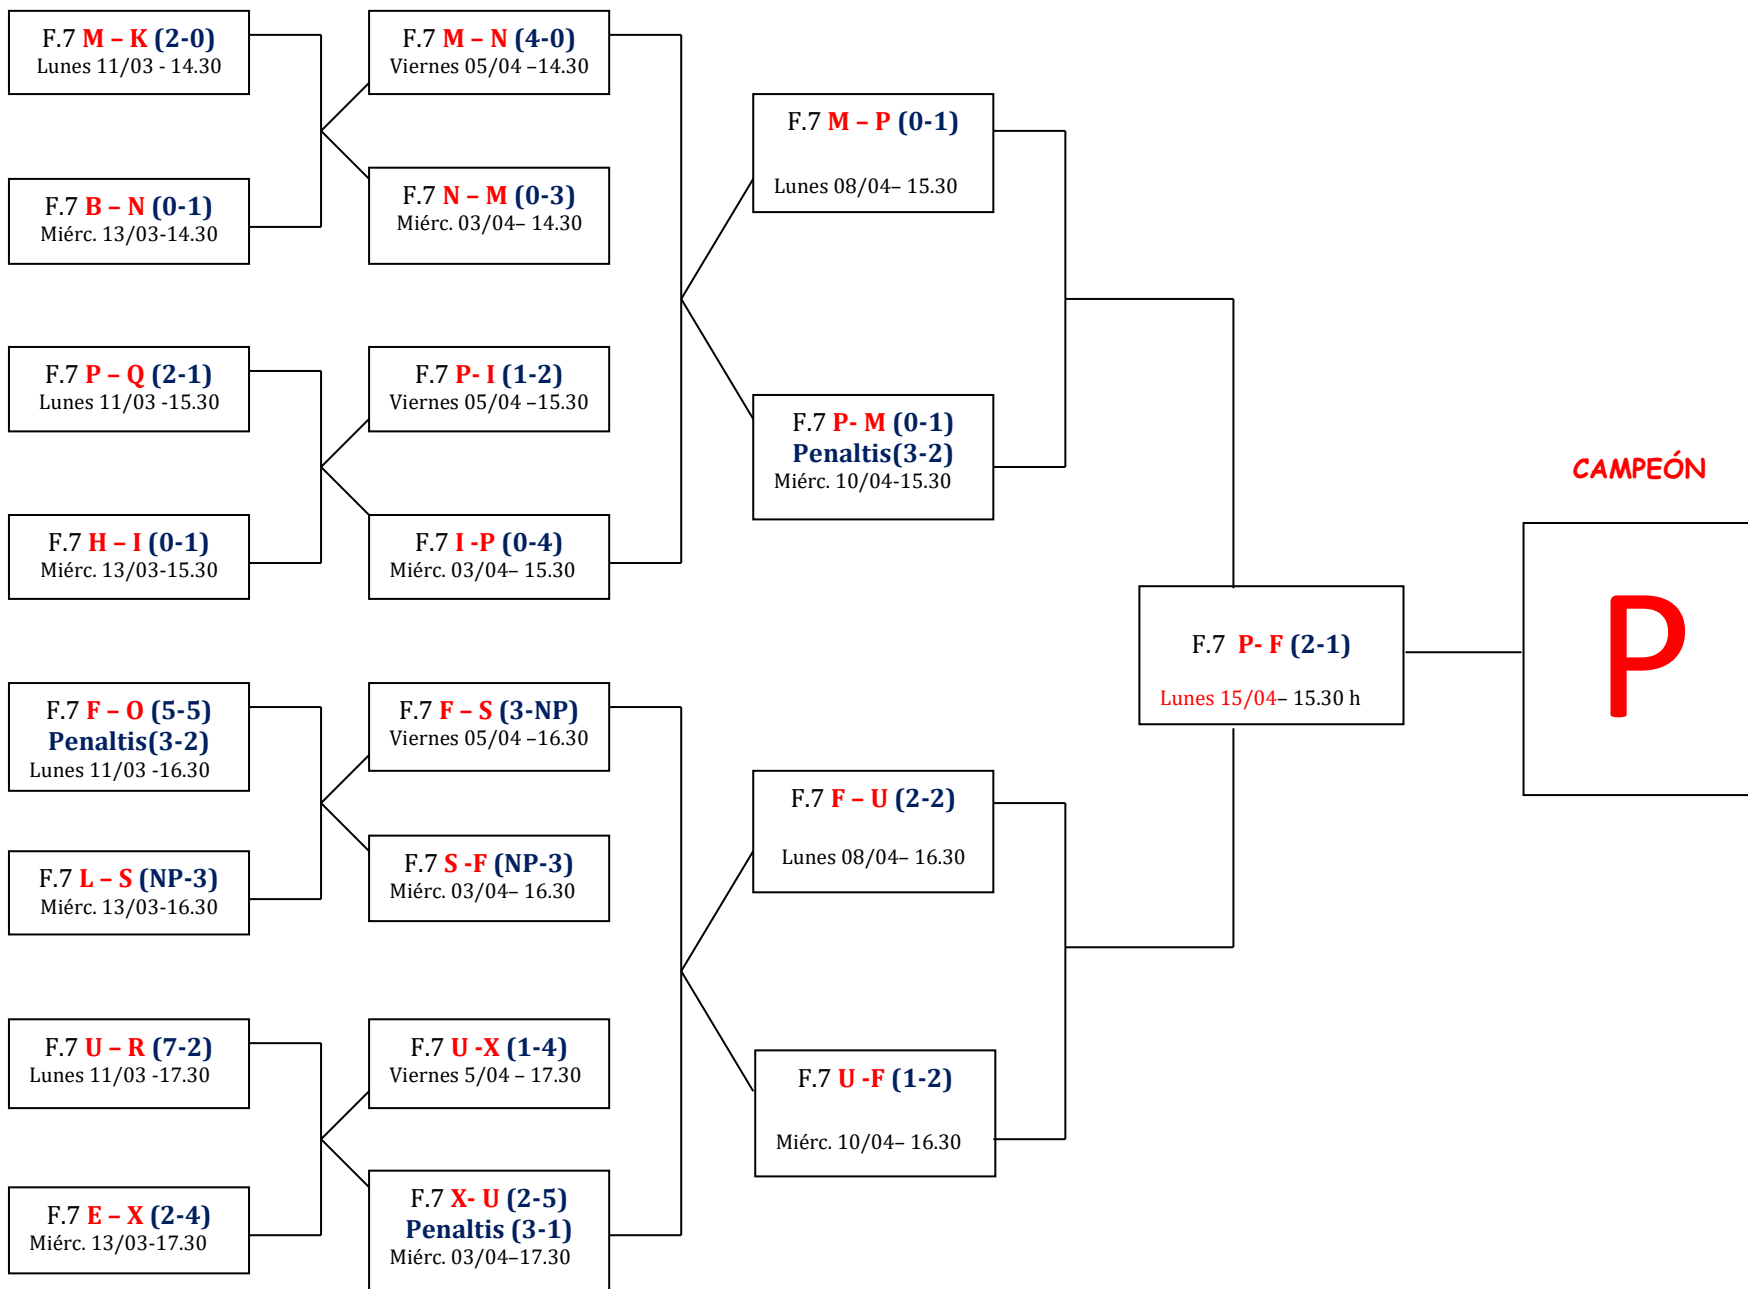 F.7 M – K (2-0)
Lunes 11/03 - 14.30
F.7 B – N (0-1)
Miérc. 13/03-14.30
F.7 P – Q (2-1)
Lunes 11/03 -15.30
F.7 H – I (0-1)
Miérc. 13/03-15.30
F.7 F – O (5-5)
Penaltis(3-2)
Lunes 11/03 -16.30
F.7 L – S (NP-3)
Miérc. 13/03-16.30
F.7 U – R (7-2)
Lunes 11/03 -17.30
F.7 E – X (2-4)
Miérc. 13/03-17.30
F.7 M – N (4-0)
Viernes 05/04 –14.30
F.7 N – M (0-3)
Miérc. 03/04– 14.30
F.7 P- I (1-2)
Viernes 05/04 –15.30
F.7 I -P (0-4)
Miérc. 03/04– 15.30
F.7 F – S (3-NP)
Viernes 05/04 –16.30
F.7 S -F (NP-3)
Miérc. 03/04– 16.30
F.7 U -X (1-4)
Viernes 5/04 – 17.30
F.7 X- U (2-5)
Penaltis (3-1)
Miérc. 03/04–17.30
F.7 M – P (0-1)
Lunes 08/04– 15.30
F.7 P- M (0-1)
Penaltis(3-2)
Miérc. 10/04-15.30
F.7 F – U (2-2)
Lunes 08/04– 16.30
F.7 U -F (1-2)
Miérc. 10/04– 16.30
F.7 P- F (2-1)
Lunes 15/04– 15.30 h
CAMPEÓN
P